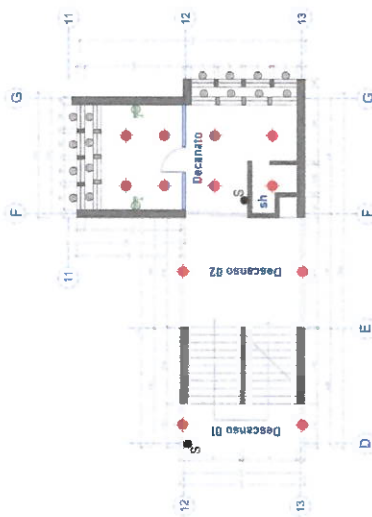 11
12
13
G
G
Decanato
S
sh
F
F
11
Descanso 02
E
E
Descanso 01
S
D
D
12
13